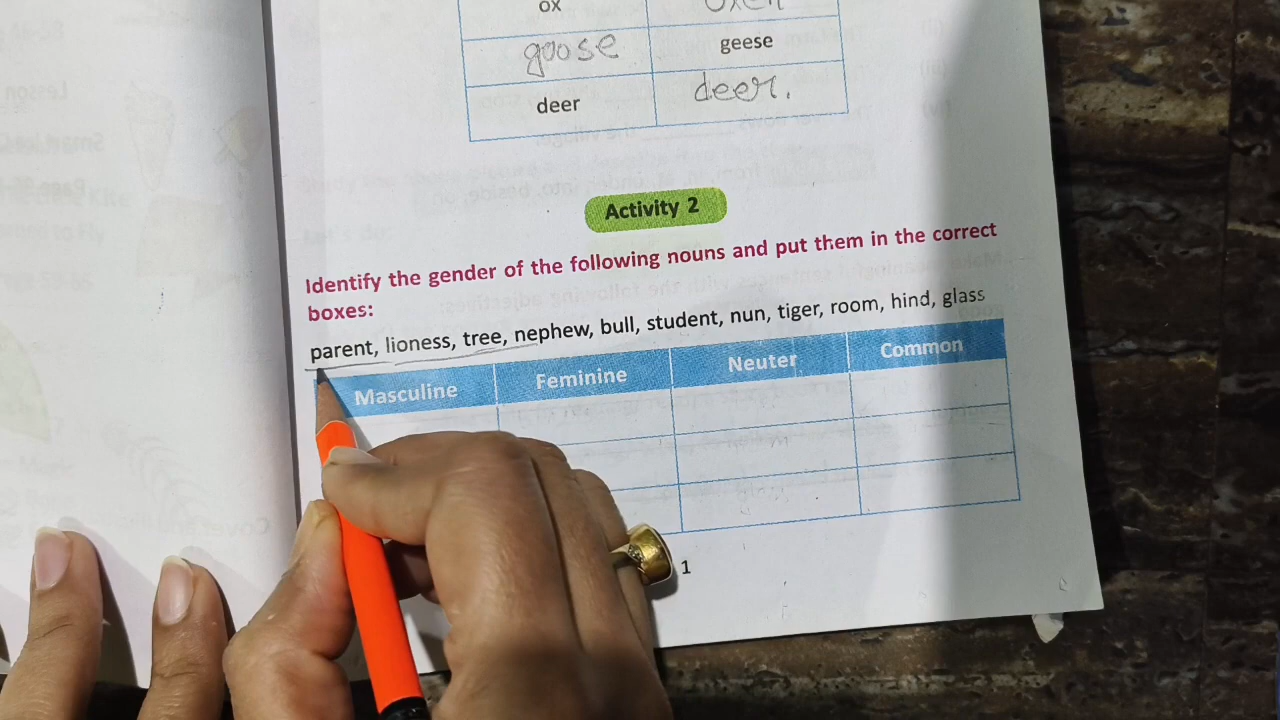 ox oxen
goose geese
deer deer.
Activity 2
Identify the gender of the following nouns and put them in the correct
boxes:
parent, lioness, tree, nephew, bull, student, nun, tiger, room, hind, glass
Masculine Feminine Neuter Common
1